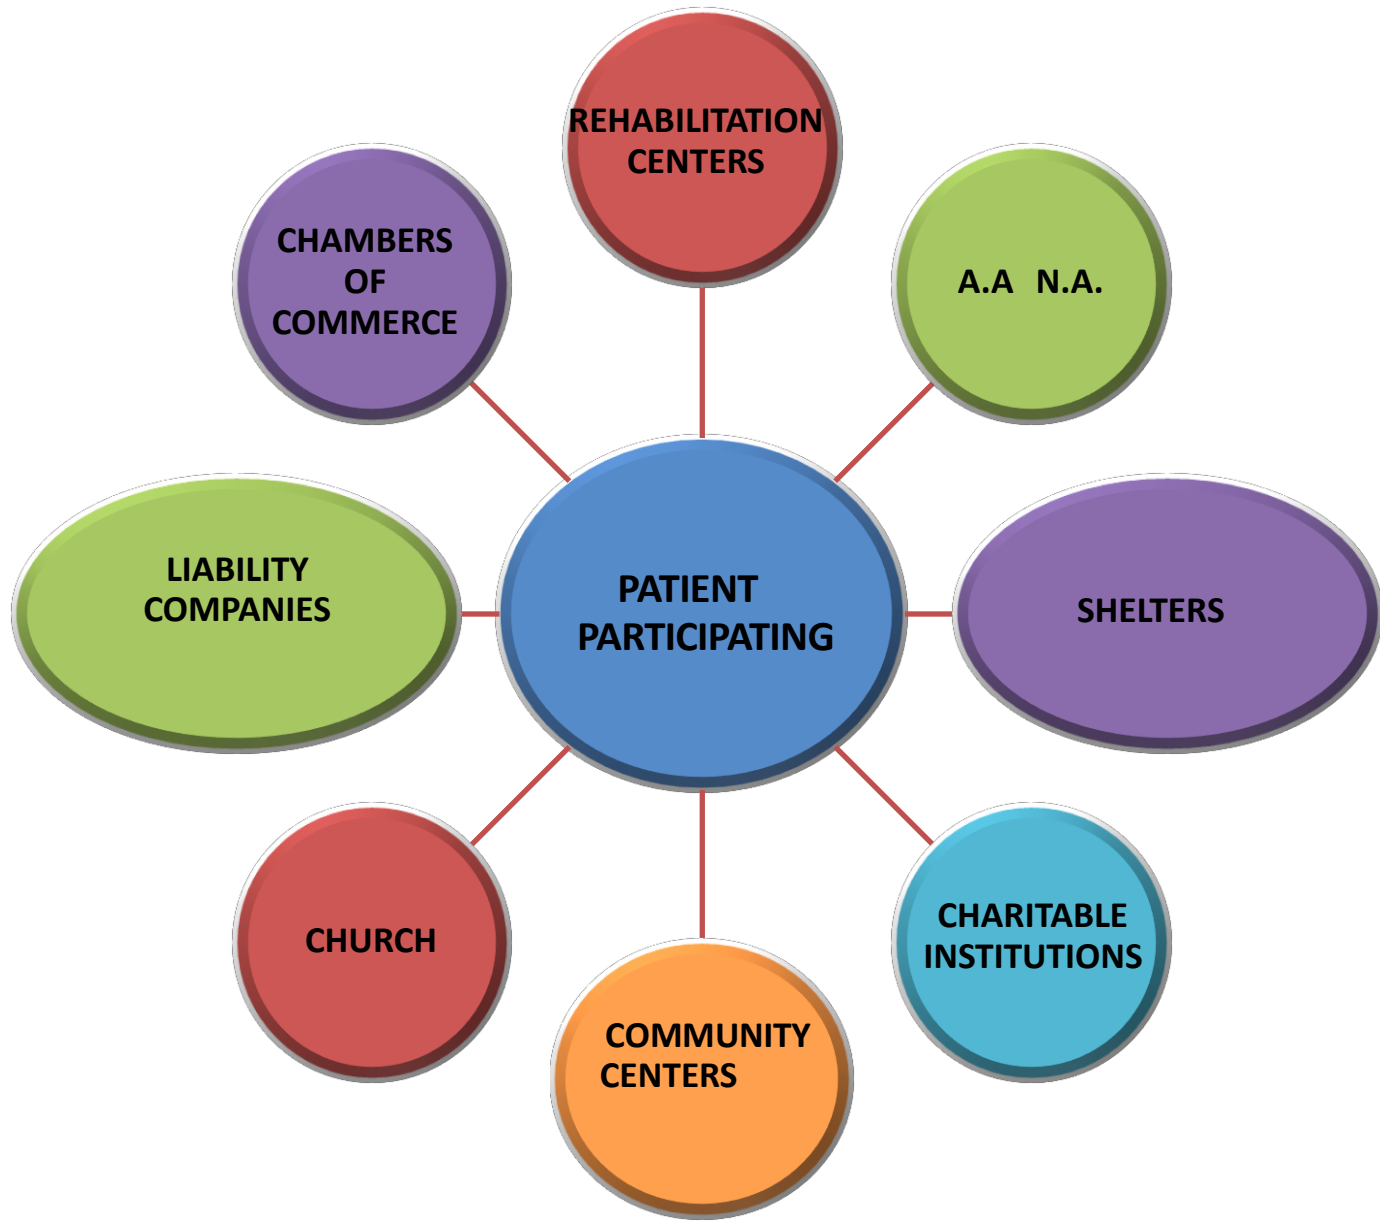 REHABILITATION
CENTERS
CHAMBERS
OF
COMMERCE
A.A N.A.
LIABILITY
COMPANIES
PATIENT
PARTICIPATING
SHELTERS
CHURCH
CHARITABLE
INSTITUTIONS
COMMUNITY
CENTERS